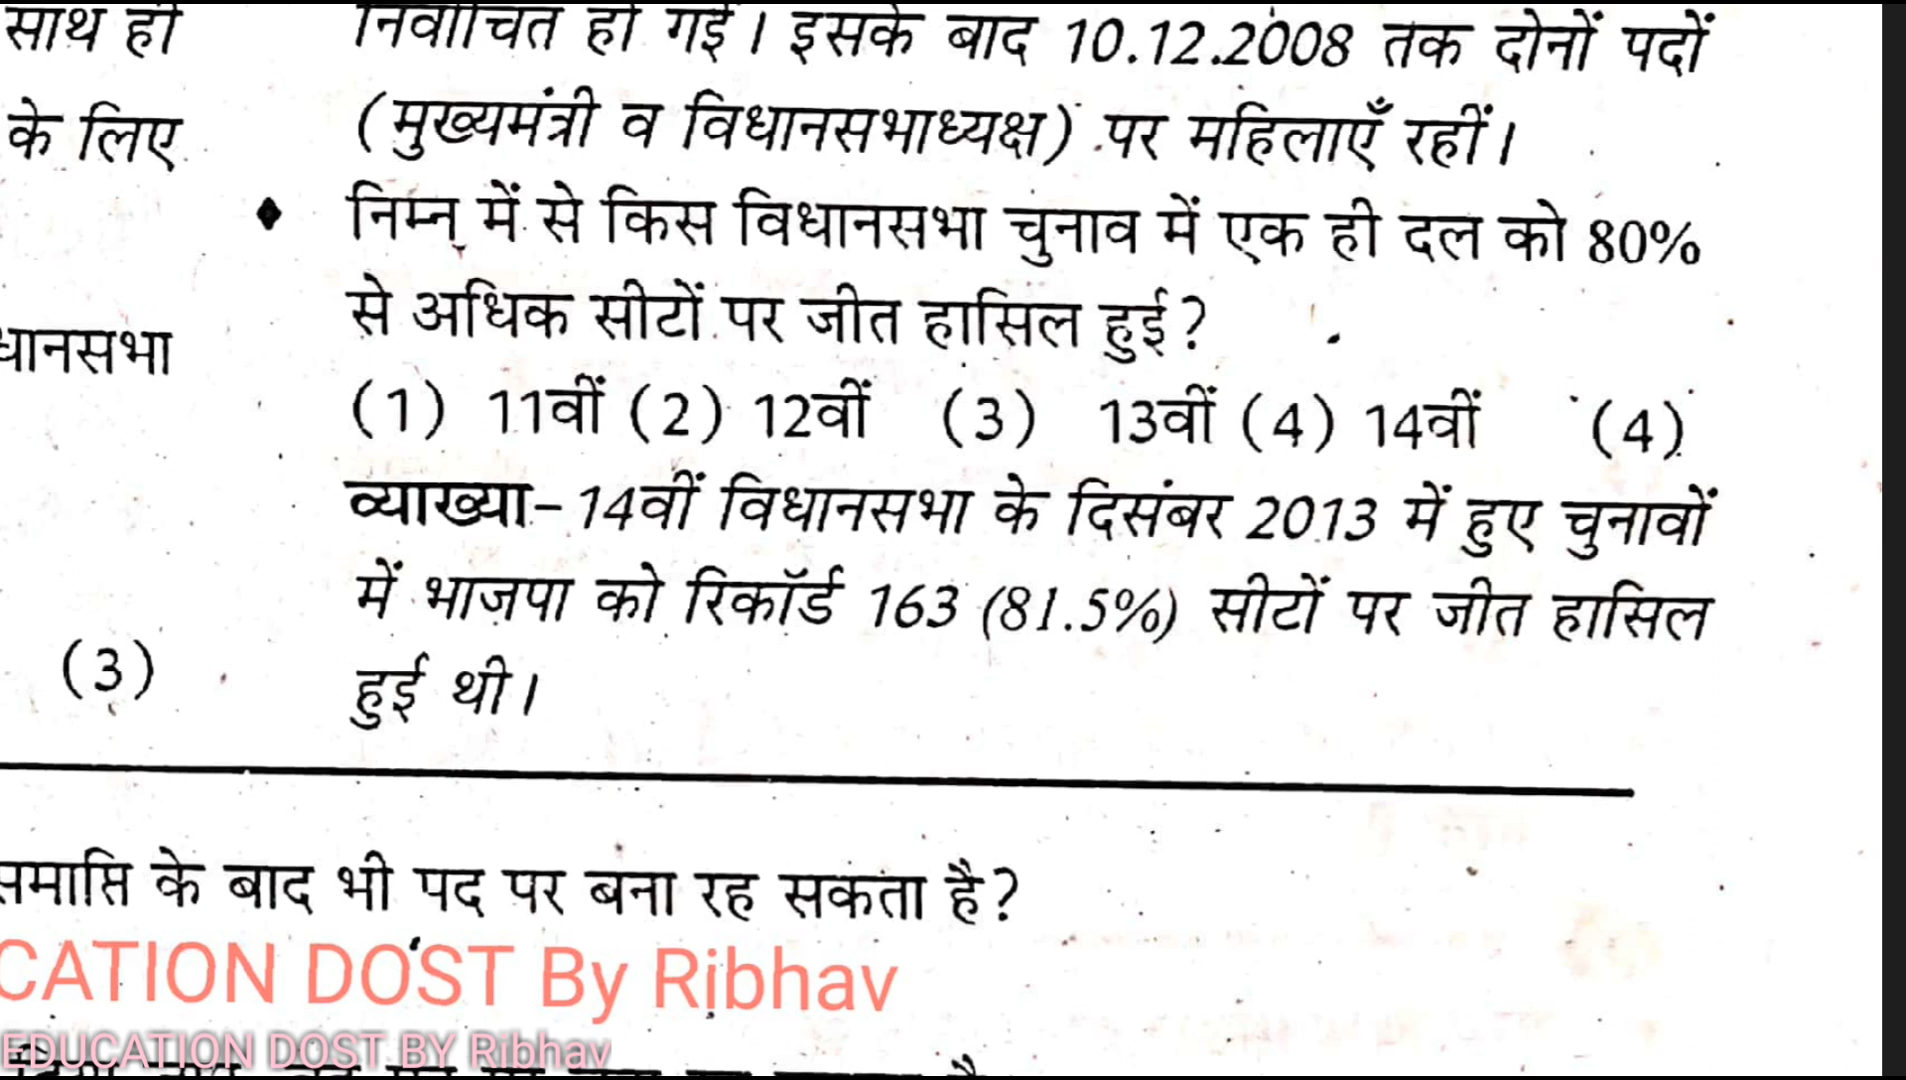 साथ ही
के लिए
धानसभा
(3)
निर्वाचित हो गई। इसके बाद 10.12.2008 तक दोनों पदों
(मुख्यमंत्री व विधानसभाध्यक्ष) पर महिलाएँ रहीं।
♦ निम्न में से किस विधानसभा चुनाव में एक ही दल को 80%
से अधिक सीटों पर जीत हासिल हुई?
(1) 11वीं (2) 12वीं (3) 13वीं (4) 14वीं (4)
व्याख्या- 14वीं विधानसभा के दिसंबर 2013 में हुए चुनावों
में भाजपा को रिकॉर्ड 163 (81.5%) सीटों पर जीत हासिल
हुई थी।
समाप्ति के बाद भी पद पर बना रह सकता है?
CATION DOST By Ribhav
EDUCATION DOST BY Ribhav